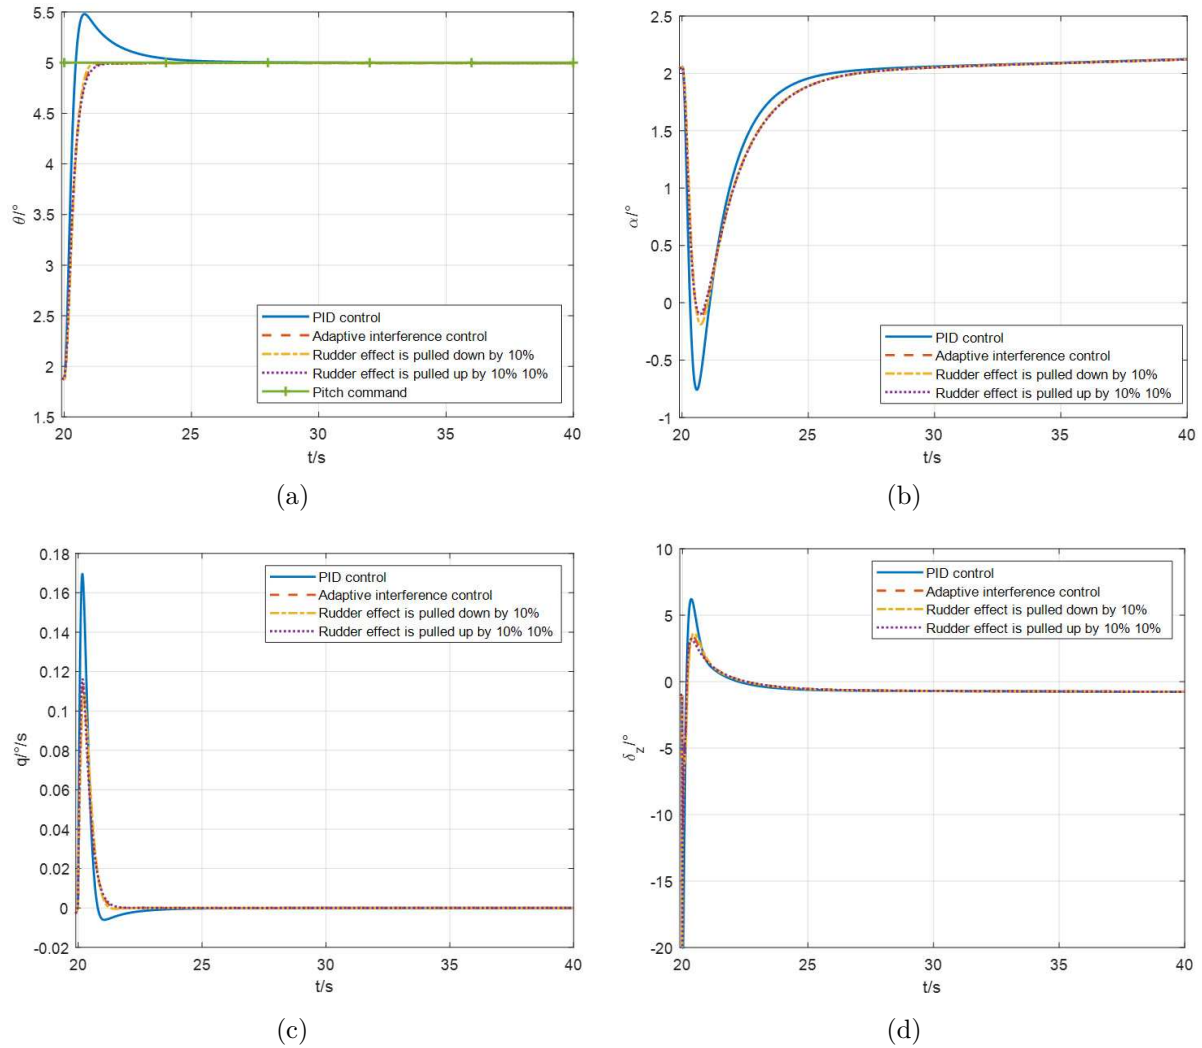 5.5
5
4.5
4
3.5
3
2.5
2
1.5
θ/°
20
25
30
35
40
t/s
PID control
Adaptive interference control
Rudder effect is pulled down by 10%
Rudder effect is pulled up by 10% 10%
Pitch command
(a)
2.5
2
1.5
1
0.5
0
-0.5
-1
α/°
20
25
30
35
40
t/s
PID control
Adaptive interference control
Rudder effect is pulled down by 10%
Rudder effect is pulled up by 10% 10%
(b)
0.18
0.16
0.14
0.12
0.1
0.08
0.06
0.04
0.02
0
-0.02
q/°/s
20
25
30
35
40
t/s
PID control
Adaptive interference control
Rudder effect is pulled down by 10%
Rudder effect is pulled up by 10% 10%
(c)
10
5
0
-5
-10
-15
-20
δz/°
20
25
30
35
40
t/s
PID control
Adaptive interference control
Rudder effect is pulled down by 10%
Rudder effect is pulled up by 10% 10%
(d)